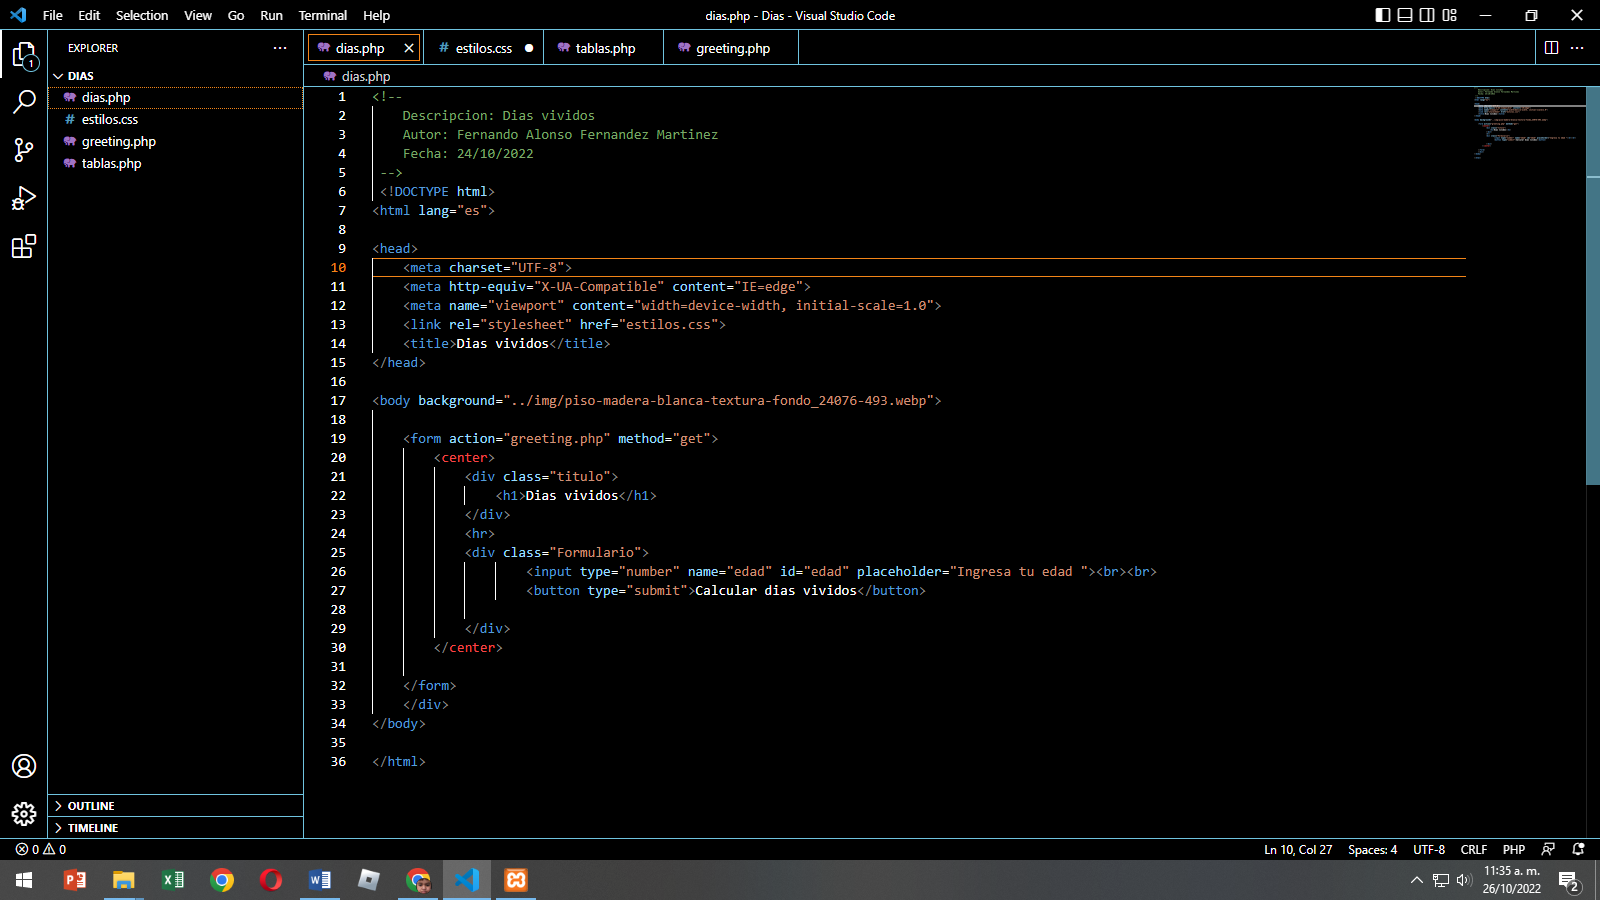 File Edit Selection View Go Run Terminal Help
dias.php - Dias - Visual Studio Code
EXPLORER
DIAS
dias.php
estilos.css
greeting.php
tablas.php
OUTLINE
TIMELINE
dias.php estilos.css tablas.php greeting.php
dias.php
1 <!--
2 Descripcion: Dias vividos
3 Autor: Fernando Alonso Fernandez Martinez
4 Fecha: 24/10/2022
5 -->
6 <!DOCTYPE html>
7 <html lang="es">
8
9 <head>
10 <meta charset="UTF-8">
11 <meta http-equiv="X-UA-Compatible" content="IE=edge">
12 <meta name="viewport" content="width=device-width, initial-scale=1.0">
13 <link rel="stylesheet" href="estilos.css">
14 <title>Dias vividos</title>
15 </head>
16
17 <body background="../img/piso-madera-blanca-textura-fondo_24076-493.webp">
18
19 <form action="greeting.php" method="get">
20 <center>
21 <div class="titulo">
22 <h1>Dias vividos</h1>
23 </div>
24 <hr>
25 <div class="Formulario">
26 <input type="number" name="edad" id="edad" placeholder="Ingresa tu edad "><br><br>
27 <button type="submit">Calcular dias vividos</button>
28
29 </div>
30 </center>
31
32 </form>
33 </div>
34 </body>
35
36 </html>
0 0
Ln 10, Col 27 Spaces: 4 UTF-8 CRLF PHP
11:35 a. m.
26/10/2022
2
1